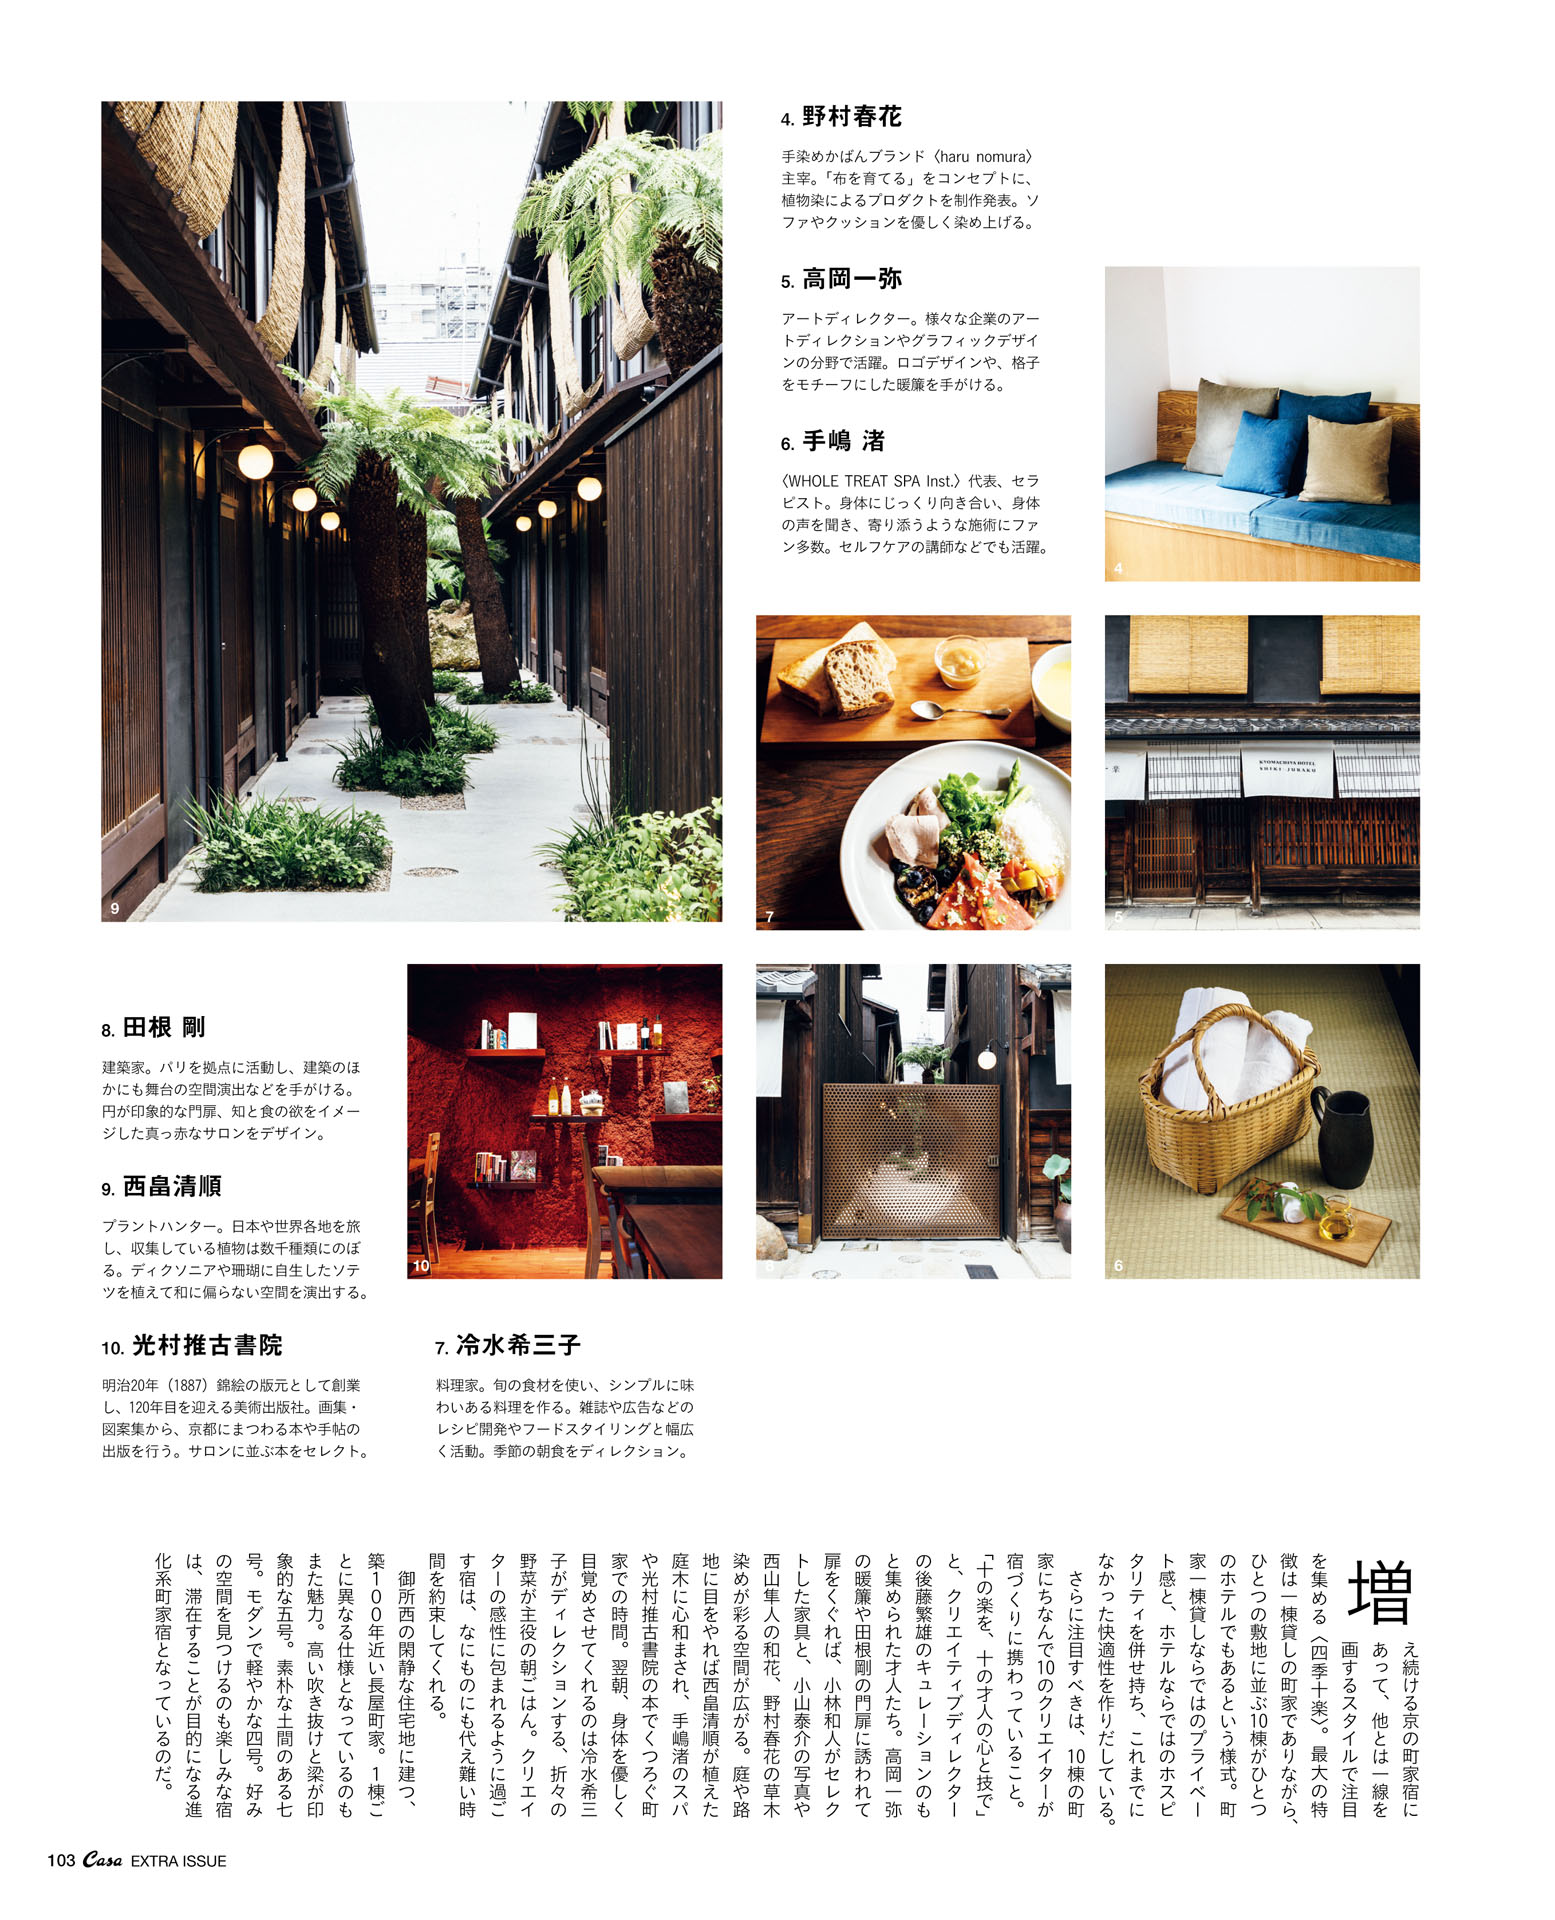 4. 野村春花
手染めかばんブランド〈haru nomura〉
主宰。「布を育てる」をコンセプトに、
植物染によるプロダクトを制作発表。ソ
ファやクッションを優しく染め上げる。
5. 高岡一弥
アートディレクター。様々な企業のアー
トディレクションやグラフィックデザイ
ンの分野で活躍。ロゴデザインや、格子
をモチーフにした暖簾を手がける。
6. 手嶋 渚
〈WHOLE TREAT SPA Inst.〉代表、セラ
ピスト。身体にじっくり向き合い、身体
の声を聞き、寄り添うような施術にファ
ン多数。セルフケアの講師などでも活躍。
4
9
7
楽
KYOMACHIYA HOTEL
SHIKI JURAKU
5
8. 田根 剛
建築家。パリを拠点に活動し、建築のほ
かにも舞台の空間演出などを手がける。
円が印象的な門扉、知と食の欲をイメー
ジした真っ赤なサロンをデザイン。
9. 西畠清順
プラントハンター。日本や世界各地を旅
し、収集している植物は数千種類にのぼ
る。ディクソニアや珊瑚に自生したソテ
ツを植えて和に偏らない空間を演出する。
10. 光村推古書院
明治20年（1887）錦絵の版元として創業
し、120年目を迎える美術出版社。画集・
図案集から、京都にまつわる本や手帖の
出版を行う。サロンに並ぶ本をセレクト。
10
8
6
7. 冷水希三子
料理家。旬の食材を使い、シンプルに味
わいある料理を作る。雑誌や広告などの
レシピ開発やフードスタイリングと幅広
く活動。季節の朝食をディレクション。
増え続ける京の町家宿に
あって、他とは一線を
画するスタイルで注目
を集める〈四季十楽〉。最大の特
徴は一棟貸しの町家でありながら、
ひとつの敷地に並ぶ10棟がひとつ
のホテルでもあるという様式。町
家一棟貸しならではのプライベー
ト感と、ホテルならではのホスピ
タリティを併せ持ち、これまでに
なかった快適性を作りだしている。
さらに注目すべきは、10棟の町
家にちなんで10のクリエイターが
宿づくりに携わっていること。
「十の楽を、十の才人の心と技で」
と、クリエイティブディレクター
の後藤繁雄のキュレーションのも
と集められた才人たち。高岡一弥
の暖簾や田根剛の門扉に誘われて
扉をくぐれば、小林和人がセレク
トした家具と、小山泰介の写真や
西山隼人の和花、野村春花の草木
染めが彩る空間が広がる。庭や路
地に目をやれば西畠清順が植えた
庭木に心和まされ、手嶋渚のスパ
や光村推古書院の本でくつろぐ町
家での時間。翌朝、身体を優しく
目覚めさせてくれるのは冷水希三
子がディレクションする、折々の
野菜が主役の朝ごはん。クリエイ
ターの感性に包まれるように過ご
す宿は、なにものにも代え難い時
間を約束してくれる。
御所西の閑静な住宅地に建つ、
築１００年近い長屋町家。１棟ご
とに異なる仕様となっているのも
また魅力。高い吹き抜けと梁が印
象的な五号。素朴な土間のある七
号。モダンで軽やかな四号。好み
の空間を見つけるのも楽しみな宿
は、滞在することが目的になる進
化系町家宿となっているのだ。
103 Casa EXTRA ISSUE